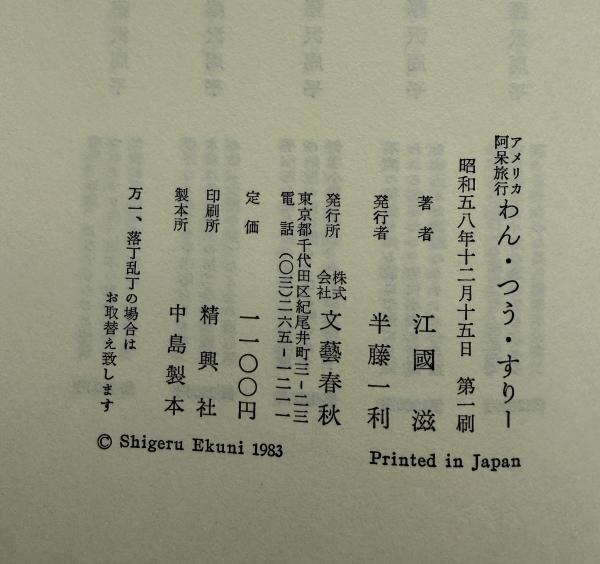 アメリカ
阿呆旅行
わん・つう・すりー
昭和五八年十二月十五日　第一刷
著者　江國滋
発行者　半藤一利
発行所　株式会社　文藝春秋
東京都千代田区紀尾井町三−二三
電話（〇三）二六五−一二一一
定価　一一〇〇円
印刷所　精興社
製本所　中島製本
万一、落丁乱丁の場合は
お取替え致します
© Shigeru Ekuni 1983
Printed in Japan